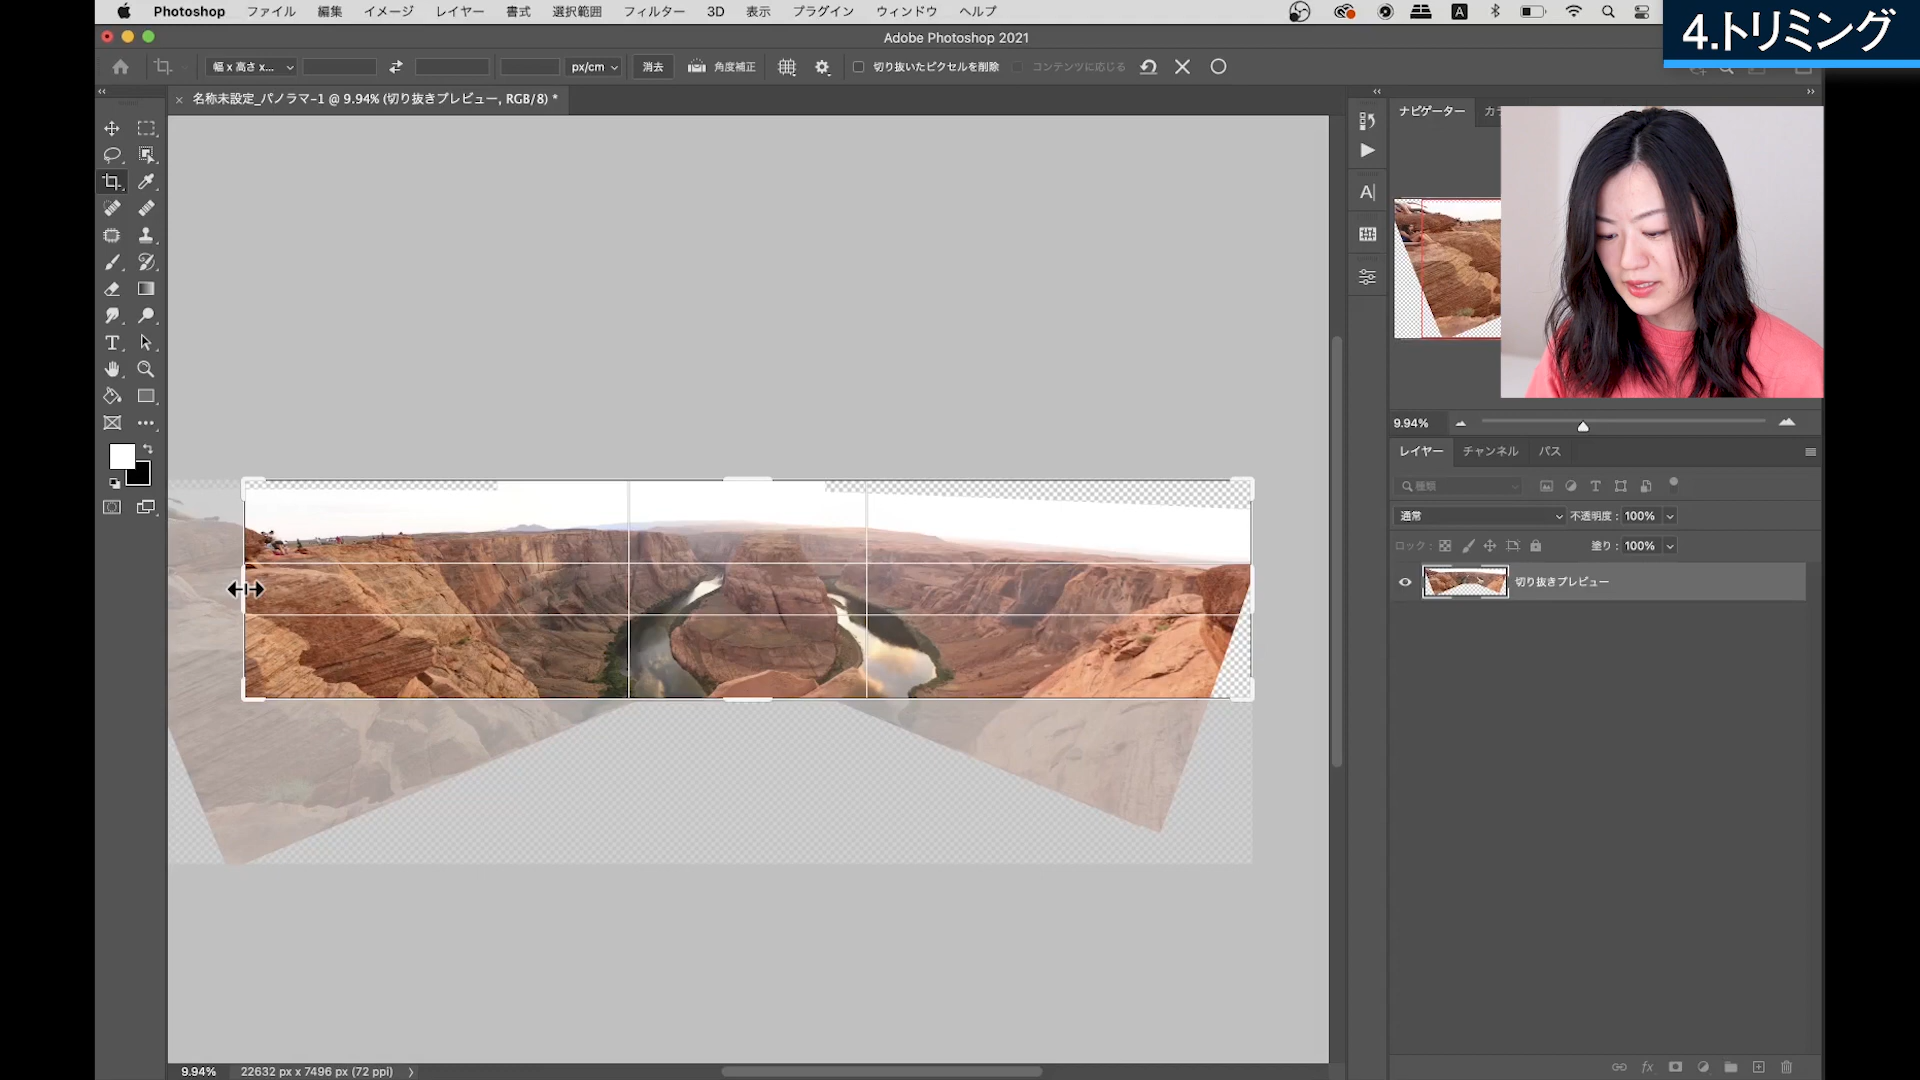 Photoshop ファイル 編集 イメージ レイヤー 書式 選択範囲 フィルター 3D 表示 プラグイン ウィンドウ ヘルプ
A
4.トリミング
Adobe Photoshop 2021
幅 x 高さ x... px/cm 消去 角度補正 切り抜いたピクセルを削除 コンテンツに応じる
名称未設定_パノラマ-1 @ 9.94% (切り抜きプレビュー, RGB/8) *
ナビゲーター
9.94%
レイヤー チャンネル パス
種類
通常 不透明度: 100%
ロック: 塗り: 100%
切り抜きプレビュー
fx
9.94% 22632 px x 7496 px (72 ppi)